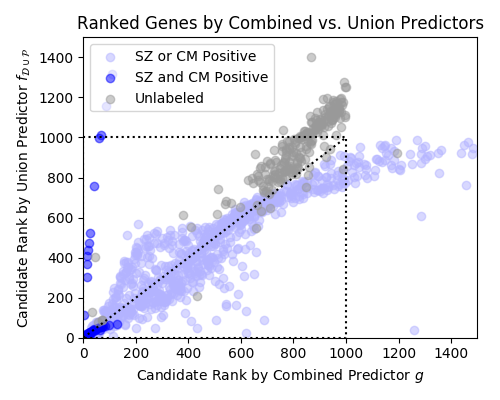 Ranked Genes by Combined vs. Union Predictors
SZ or CM Positive
SZ and CM Positive
Unlabeled
Candidate Rank by Union Predictor f_{D∪P}
1400
1200
1000
800
600
400
200
0
0 200 400 600 800 1000 1200 1400
Candidate Rank by Combined Predictor g